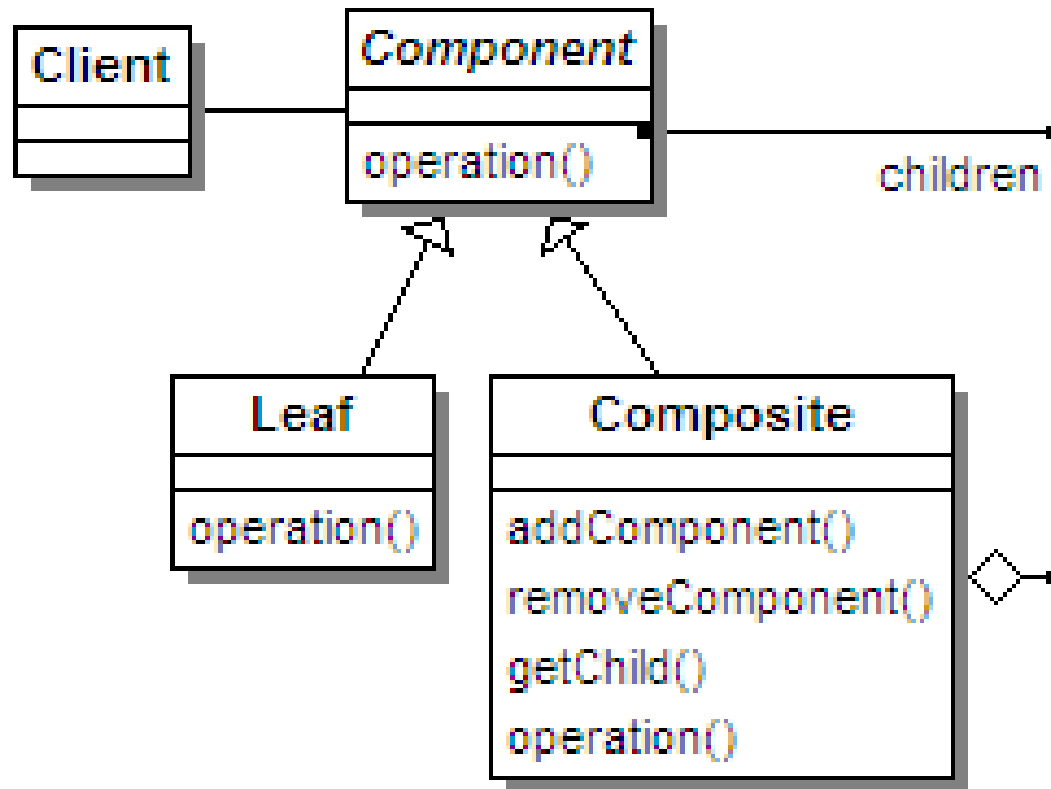 Client
Component
operation()
children
Leaf
operation()
Composite
addComponent()
removeComponent()
getChild()
operation()